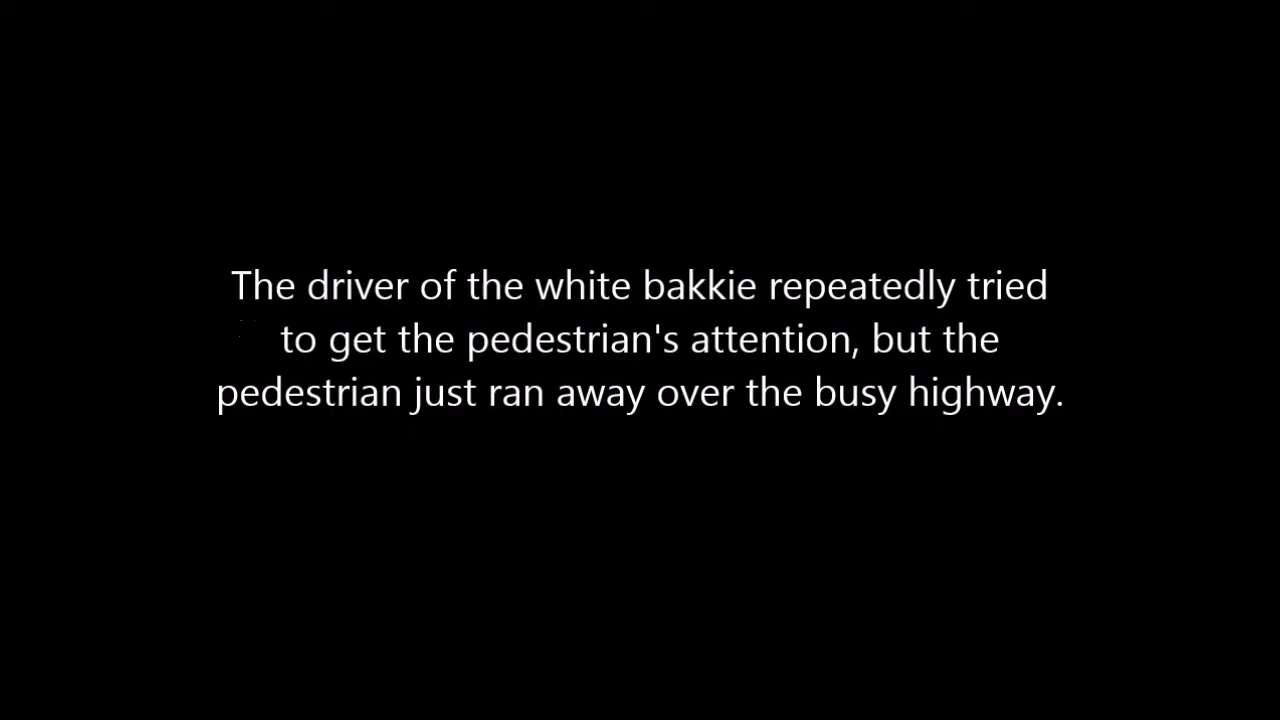 The driver of the white bakkie repeatedly tried
to get the pedestrian's attention, but the
pedestrian just ran away over the busy highway.